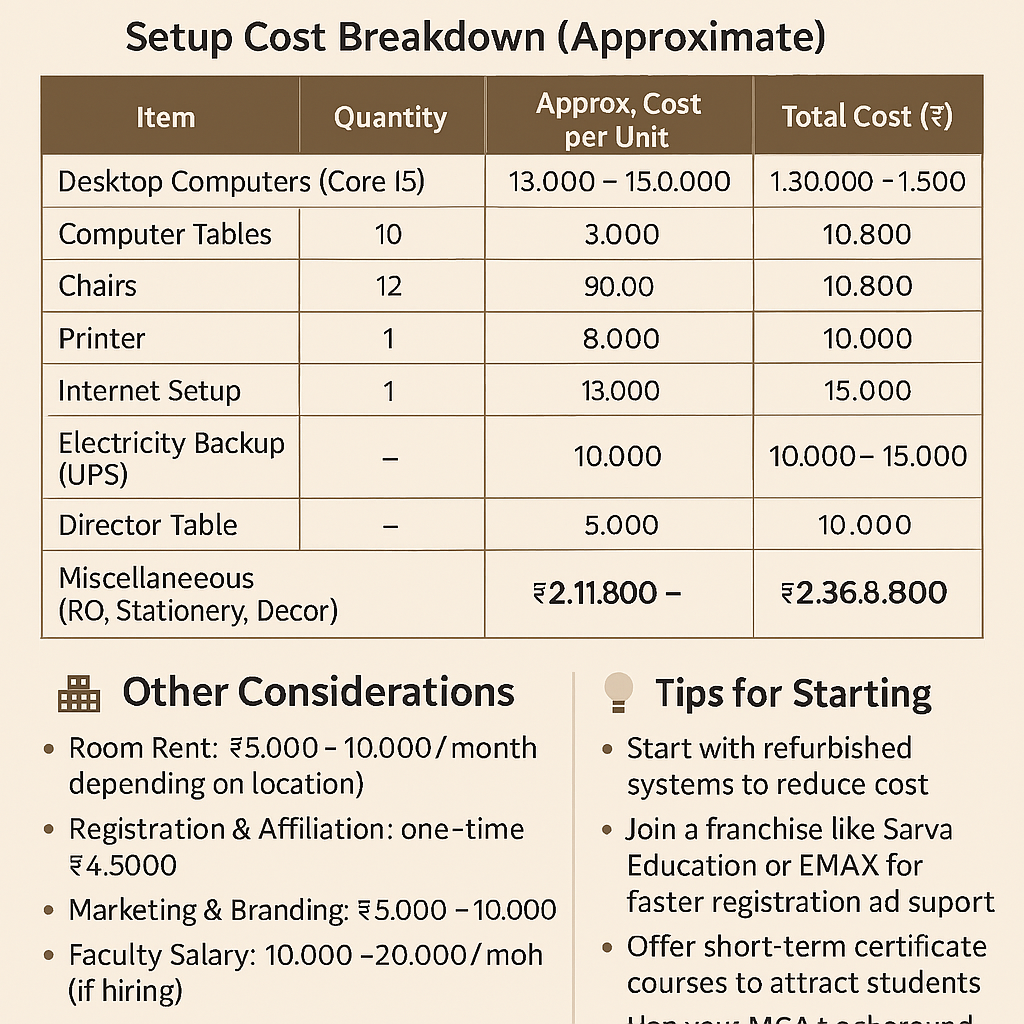 Setup Cost Breakdown (Approximate)
Item Quantity Approx, Cost per Unit Total Cost (₹)
Desktop Computers (Core I5) 13.000 – 15.0.000 1.30.000 -1.500
Computer Tables 10 3.000 10.800
Chairs 12 90.00 10.800
Printer 1 8.000 10.000
Internet Setup 1 13.000 15.000
Electricity Backup (UPS) – 10.000 10.000– 15.000
Director Table – 5.000 10.000
Miscellaneeous (RO, Stationery, Decor) ₹2.11.800 – ₹2.36.8.800
Other Considerations
• Room Rent: ₹5.000 – 10.000/month
depending on location)
• Registration & Affiliation: one-time
₹4.5000
• Marketing & Branding: ₹5.000 –10.000
• Faculty Salary: 10.000 –20.000/moh
(if hiring)
Tips for Starting
• Start with refurbished
systems to reduce cost
• Join a franchise like Sarva
Education or EMAX for
faster registration ad suport
• Offer short-term certificate
courses to attract students